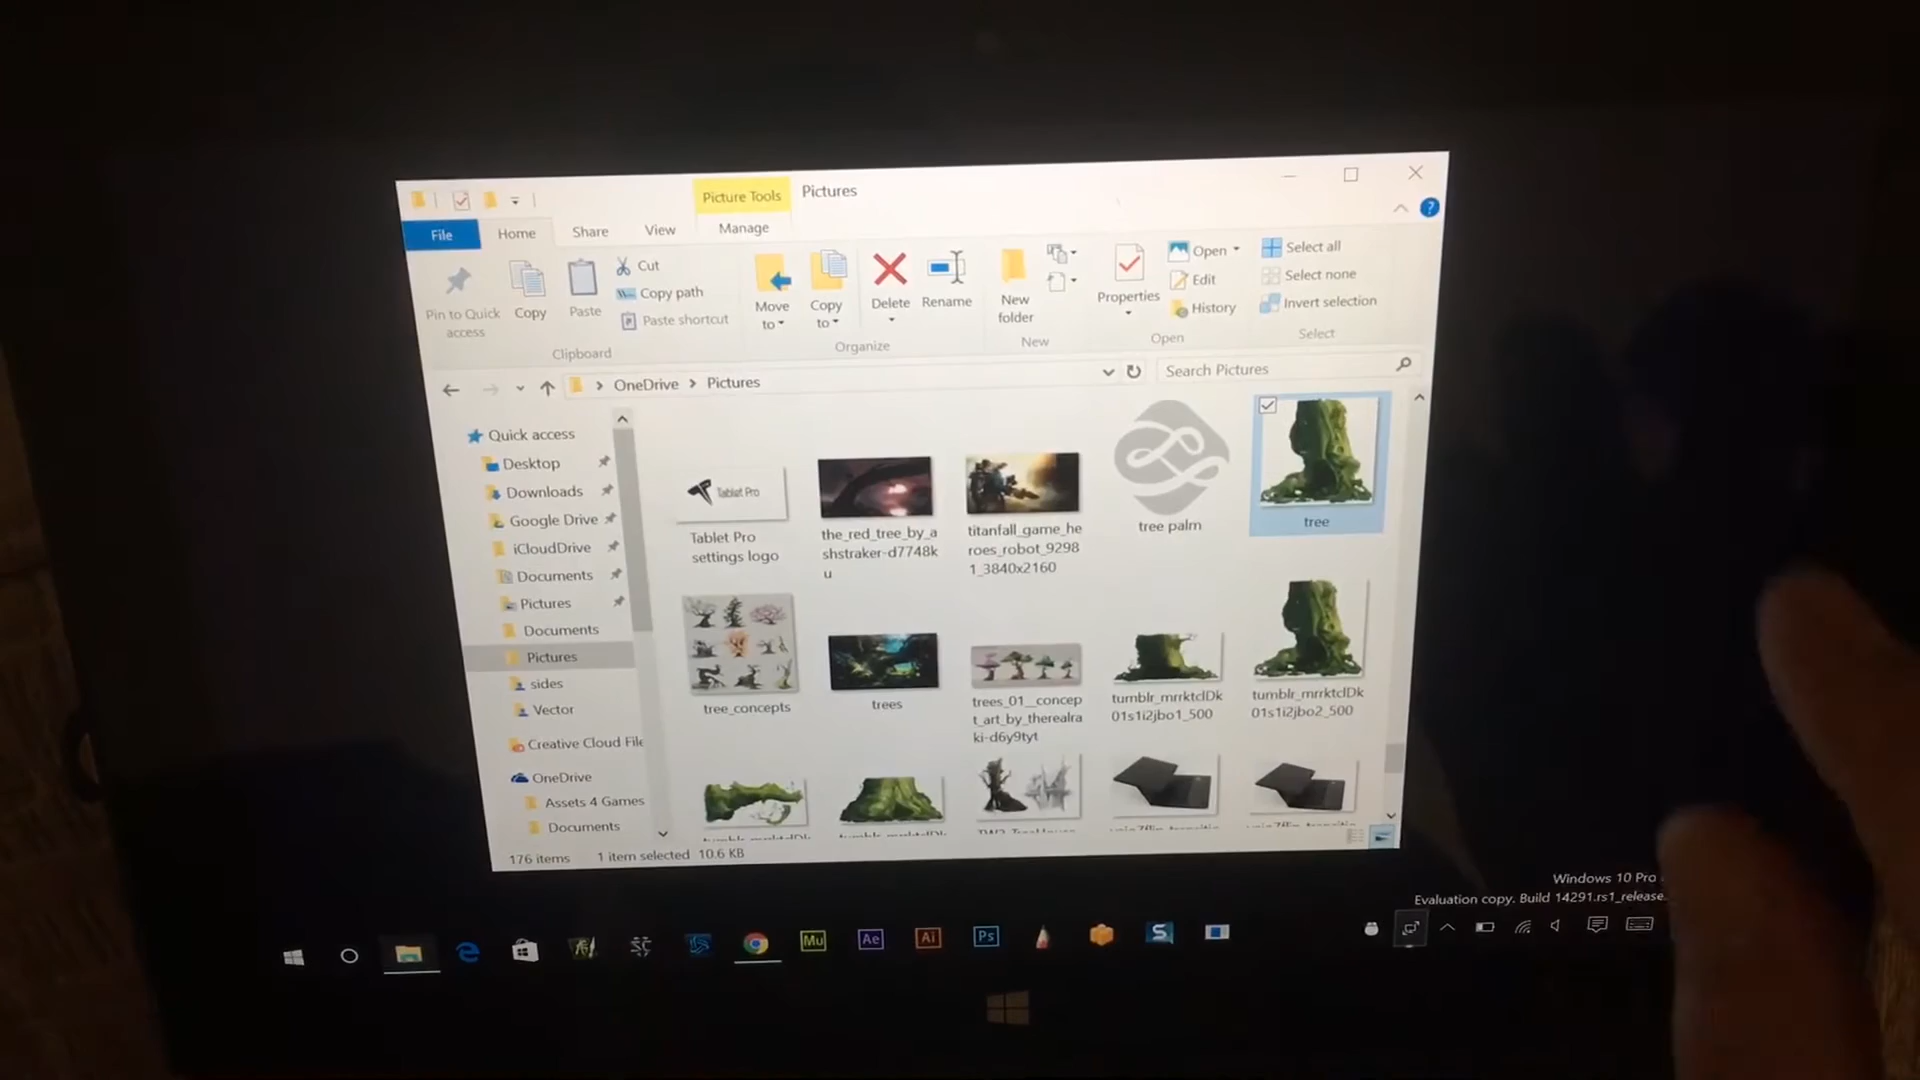 Picture Tools
Pictures
File
Home
Share
View
Manage
Pin to Quick
access
Copy
Paste
Cut
Copy path
Paste shortcut
Clipboard
Move
to
Copy
to
Delete
Rename
Organize
New
folder
New
Properties
Open
Edit
History
Open
Select all
Select none
Invert selection
Select
OneDrive
Pictures
Search Pictures
Quick access
Desktop
Downloads
Google Drive
iCloudDrive
Documents
Pictures
Documents
Pictures
sides
Vector
Creative Cloud File
OneDrive
Assets 4 Games
Documents
Tablet Pro
Tablet Pro
settings logo
the_red_tree_by_a
shstraker-d7748k
u
titanfall_game_he
roes_robot_9298
1_3840x2160
tree palm
tree
tree_concepts
trees
trees_01__concep
t_art_by_therealra
ki-d6y9tyt
tumblr_mrrktclDk
01s1i2jbo1_500
tumblr_mrrktclDk
01s1i2jbo2_500
176 items
1 item selected 10.6 KB
Windows 10 Pro
Evaluation copy. Build 14291.rs1_release
Mu
Ae
Ai
Ps
S